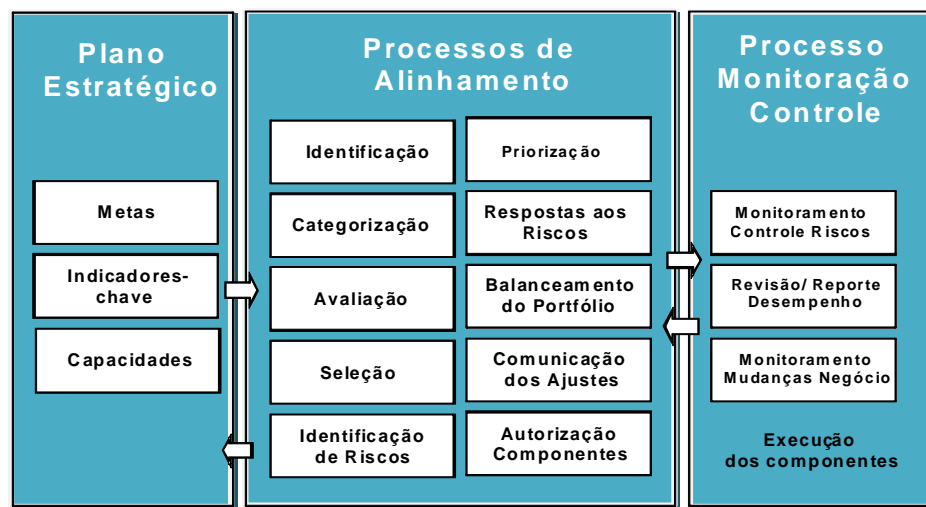 Plano
Estratégico
Metas
Indicadores-
chave
Capacidades
Processos de
Alinhamento
Identificação
Categorização
Avaliação
Seleção
Identificação
de Riscos
Priorização
Respostas aos
Riscos
Balanceamento
do Portfólio
Comunicação
dos Ajustes
Autorização
Componentes
Processo
Monitoração
Controle
Monitoramento
Controle Riscos
Revisão/ Reporte
Desempenho
Monitoramento
Mudanças Negócio
Execução
dos componentes